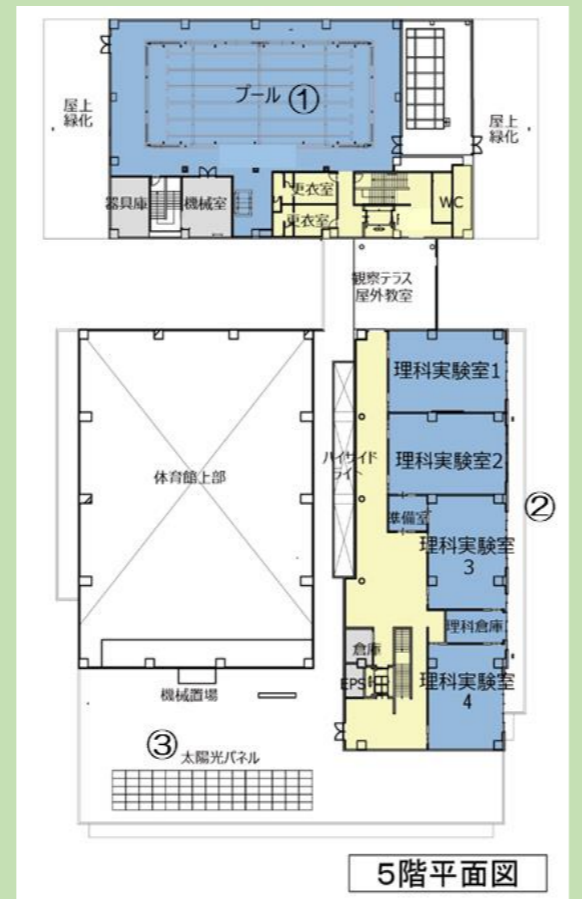 プール ①
屋上
緑化
屋上
緑化
更衣室
器具庫
機械室
WC
更衣室
観察テラス
屋外教室
理科実験室1
ハイサイド
ライト
理科実験室2
体育館上部
準備室
②
理科実験室
3
理科倉庫
倉庫
EPS
理科実験室
4
機械置場
③
太陽光パネル
5階平面図